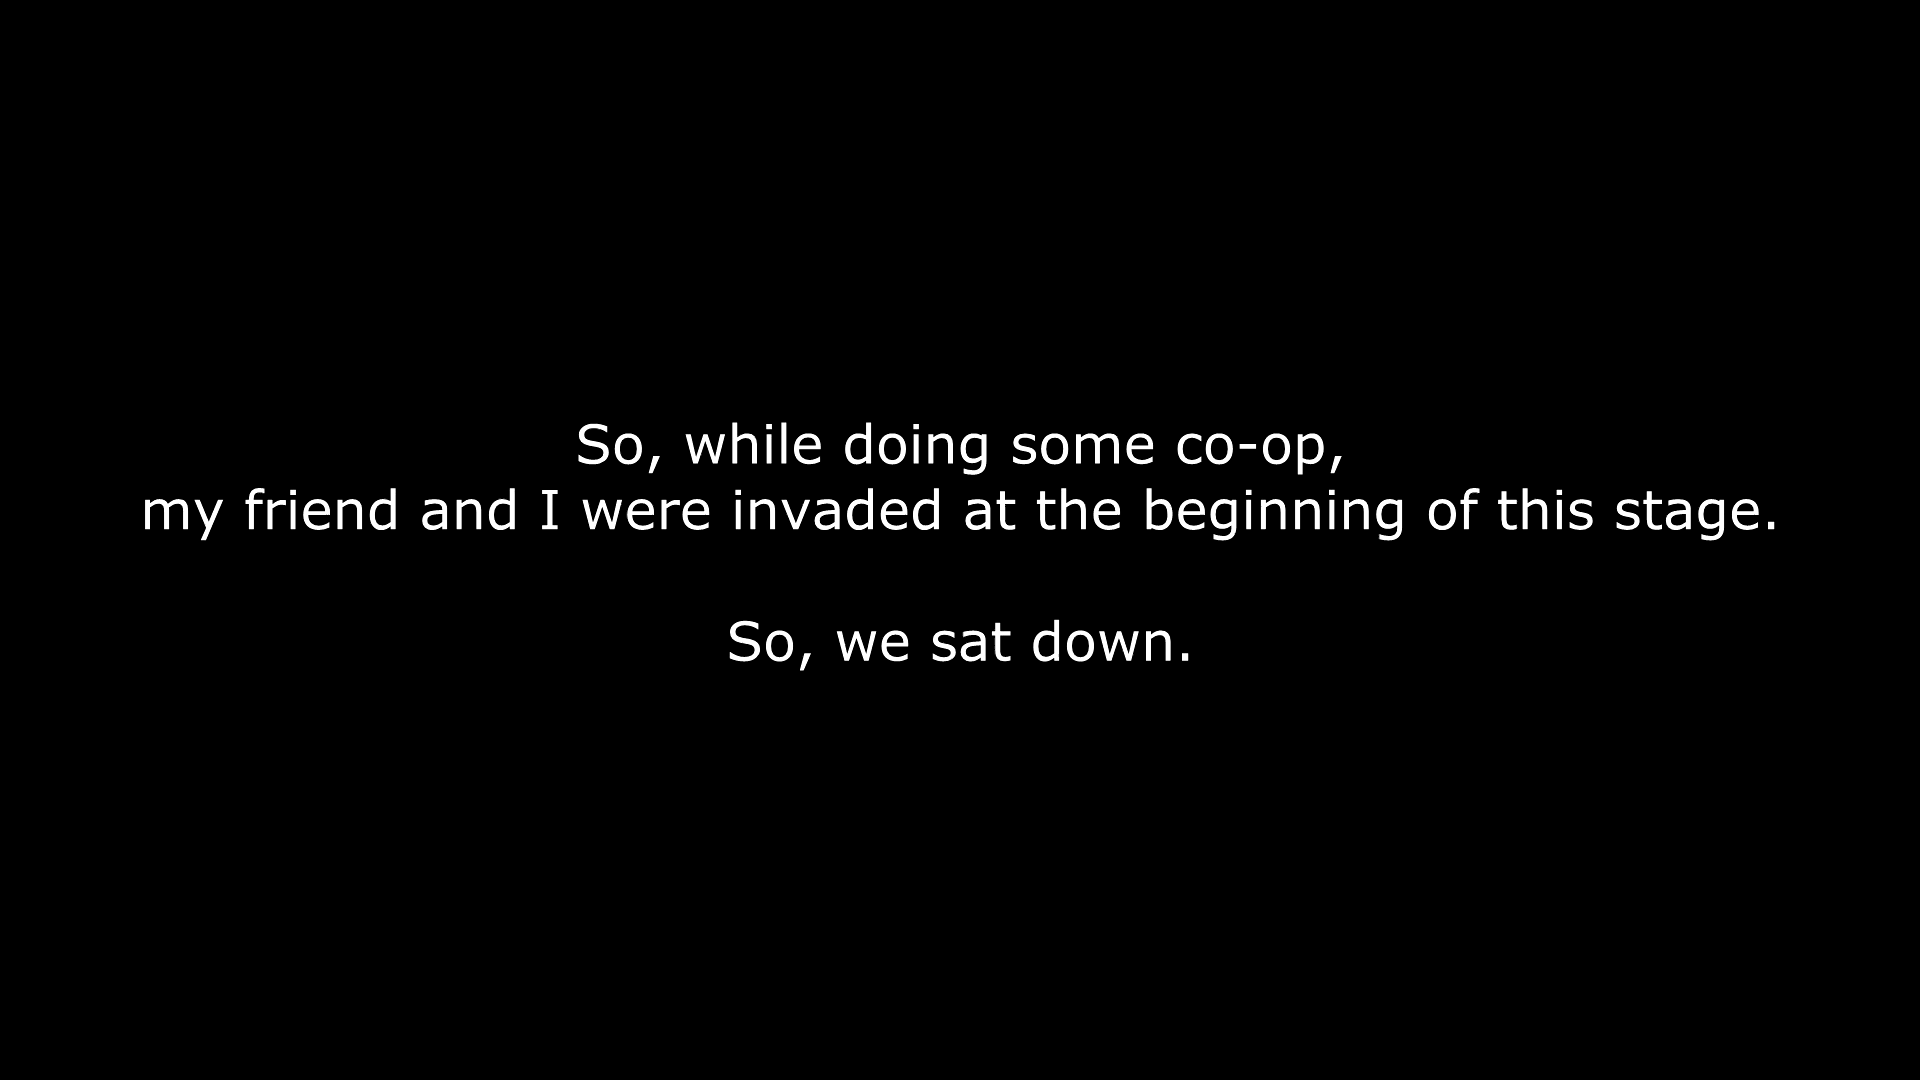 So, while doing some co-op,
my friend and I were invaded at the beginning of this stage.
So, we sat down.